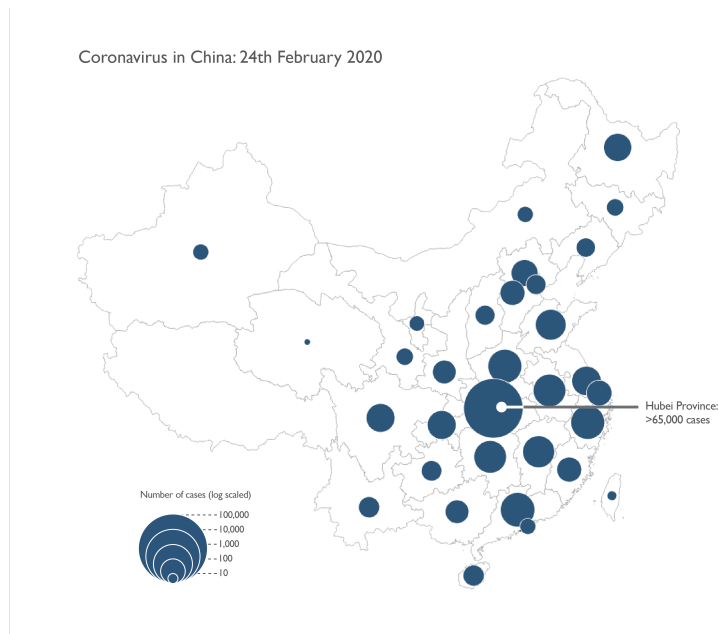 Coronavirus in China: 24th February 2020
Hubei Province:
>65,000 cases
Number of cases (log scaled)
100,000
10,000
1,000
100
10